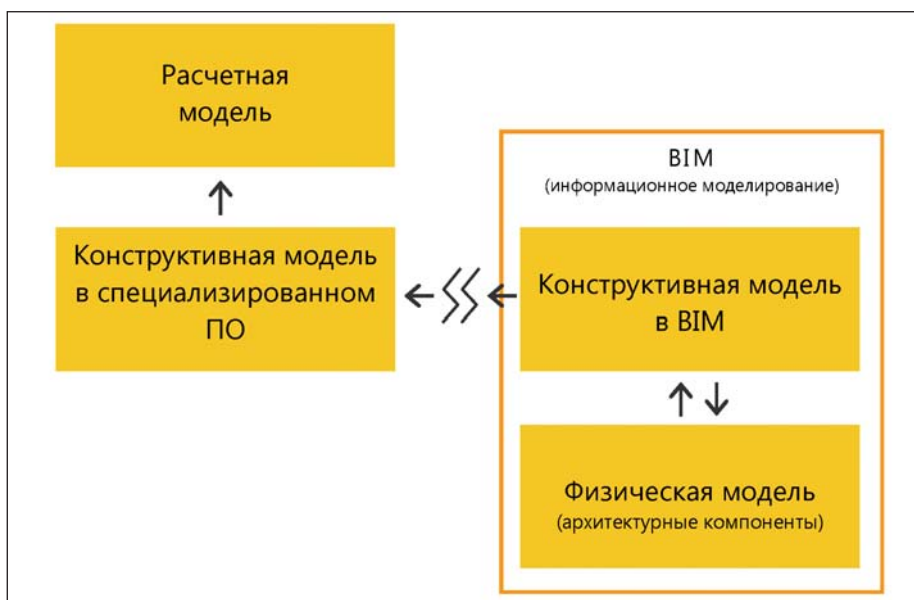 Расчетная
модель
BIM
(информационное моделирование)
Конструктивная модель
в специализированном
ПО
Конструктивная модель
в BIM
Физическая модель
(архитектурные компоненты)